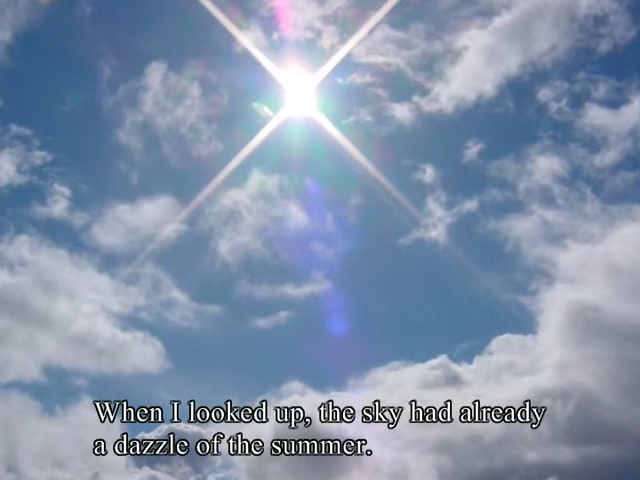 When I looked up, the sky had already
a dazzle of the summer.